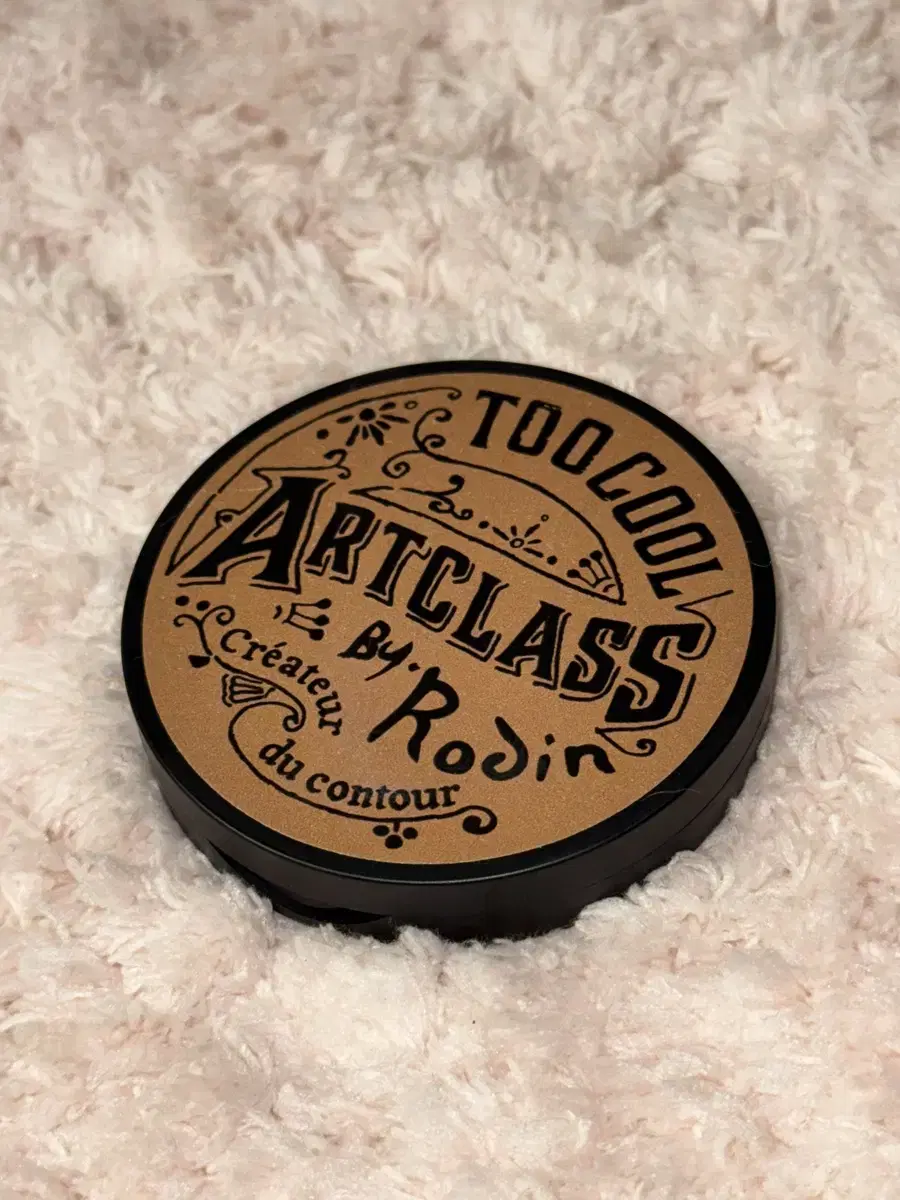 TOO COOL
ARTCLASS
By. Rodin
Créateur
du contour